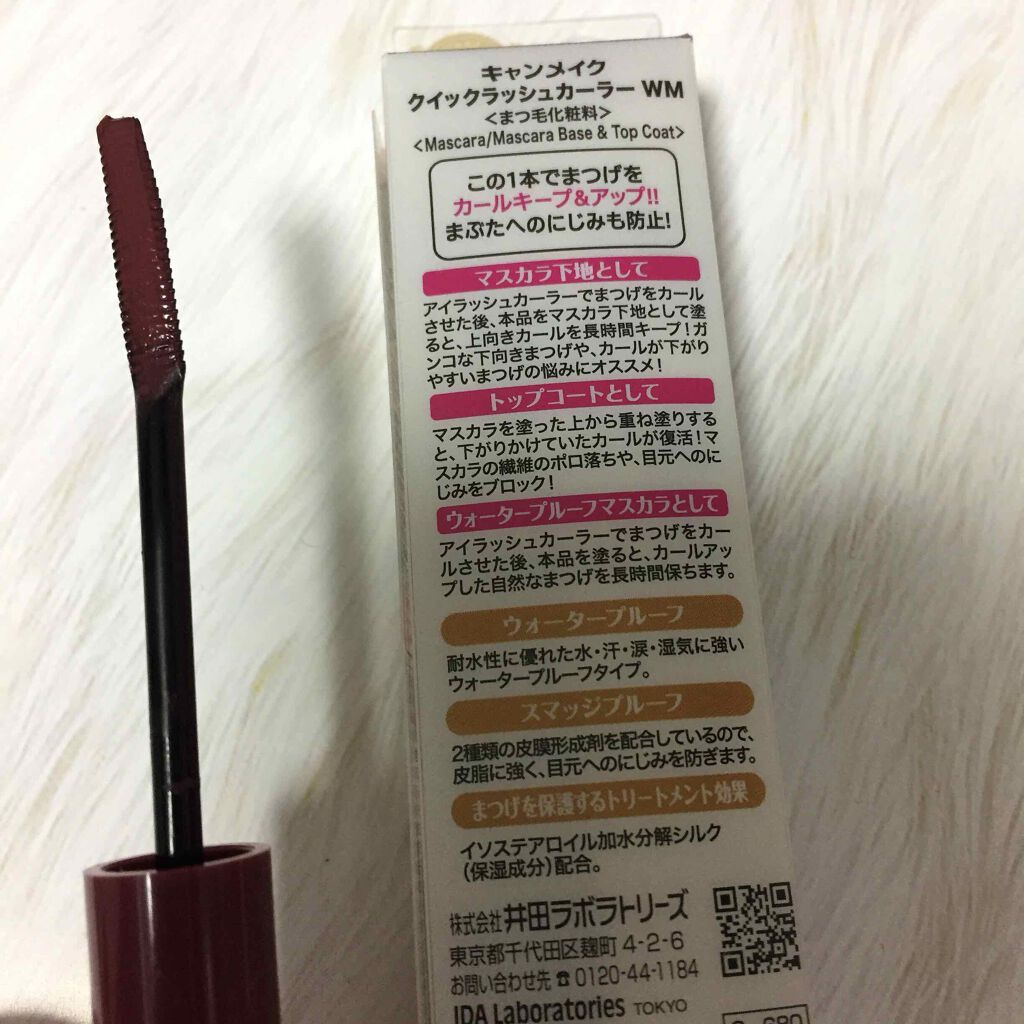 キャンメイク
クイックラッシュカーラー WM
<まつ毛化粧料>
<Mascara/Mascara Base & Top Coat>
この1本でまつげを
カールキープ&アップ!!
まぶたへのにじみも防止!
マスカラ下地として
アイラッシュカーラーでまつげをカール
させた後、本品をマスカラ下地として塗
ると、上向きカールを長時間キープ!ガ
ンコな下向きまつげや、カールが下がり
やすいまつげの悩みにオススメ!
トップコートとして
マスカラを塗った上から重ね塗りする
と、下がりかけていたカールが復活!マ
スカラの繊維のポロ落ちや、目元へのに
じみをブロック!
ウォータープルーフマスカラとして
アイラッシュカーラーでまつげをカー
ルさせた後、本品を塗ると、カールアッ
プした自然なまつげを長時間保ちます。
ウォータープルーフ
耐水性に優れた水・汗・涙・湿気に強い
ウォータープルーフタイプ。
スマッジプルーフ
2種類の皮膜形成剤を配合しているので、
皮脂に強く、目元へのにじみを防ぎます。
まつげを保護するトリートメント効果
イソステアロイル加水分解シルク
(保湿成分)配合。
株式会社 井田ラボラトリーズ
東京都千代田区麹町 4-2-6
お問い合わせ先 ☎ 0120-44-1184
IDA Laboratories TOKYO